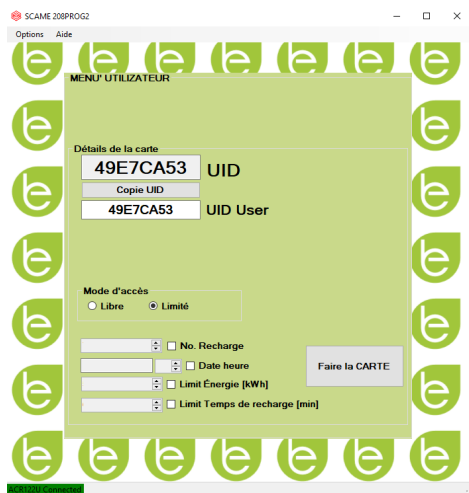 SCAME 208PROG2
Options Aide
MENU' UTILIZATEUR
Détails de la carte
49E7CA53 UID
Copie UID
49E7CA53 UID User
Mode d'accès
Libre Limité
No. Recharge
Date heure
Faire la CARTE
Limit Énergie [kWh]
Limit Temps de recharge [min]
ACR122U Connected